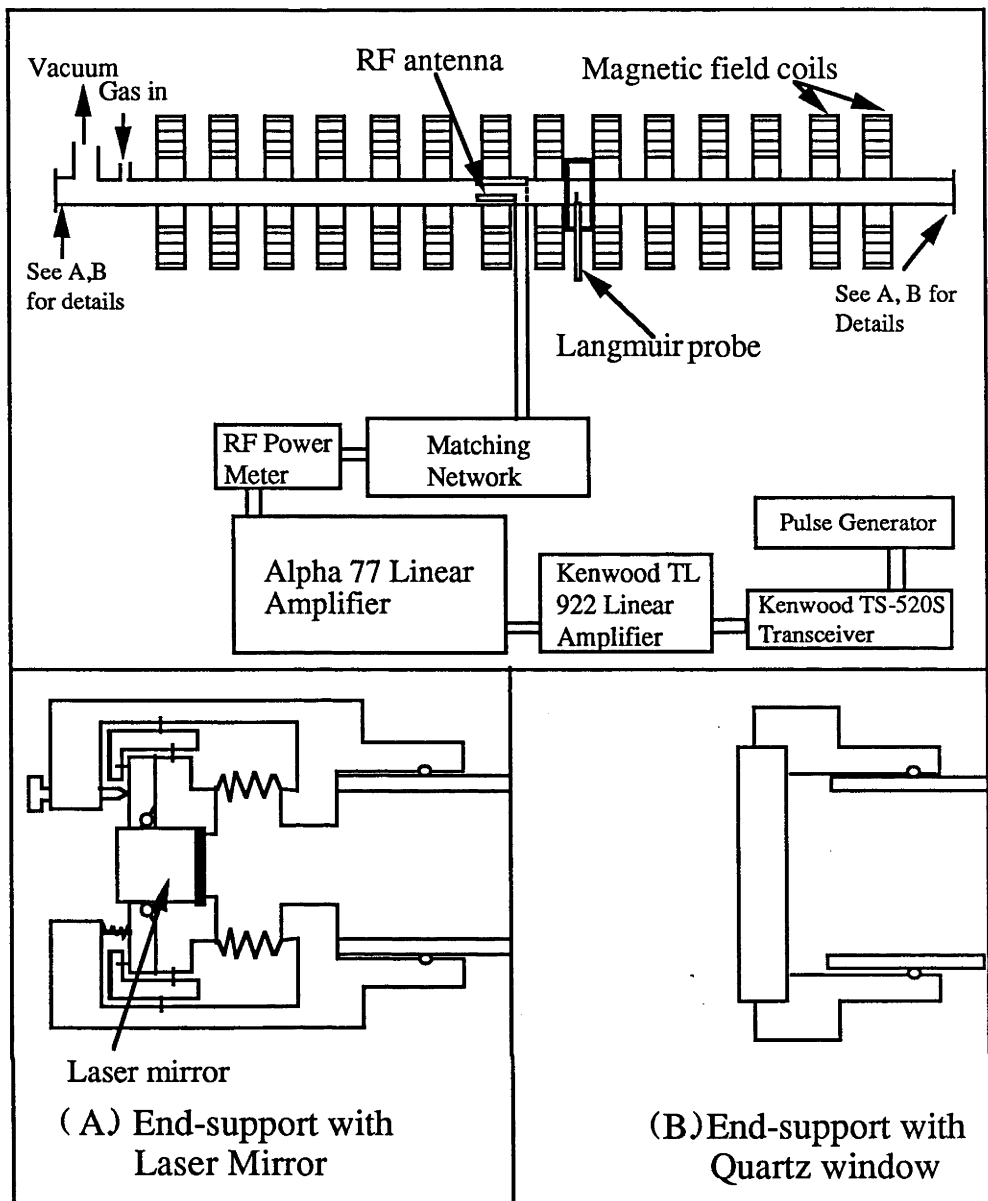 Vacuum
Gas in
RF antenna
Magnetic field coils
See A,B
for details
See A, B for
Details
Langmuir probe
RF Power
Meter
Matching
Network
Pulse Generator
Alpha 77 Linear
Amplifier
Kenwood TL
922 Linear
Amplifier
Kenwood TS-520S
Transceiver
Laser mirror
(A.) End-support with
Laser Mirror
(B.) End-support with
Quartz window